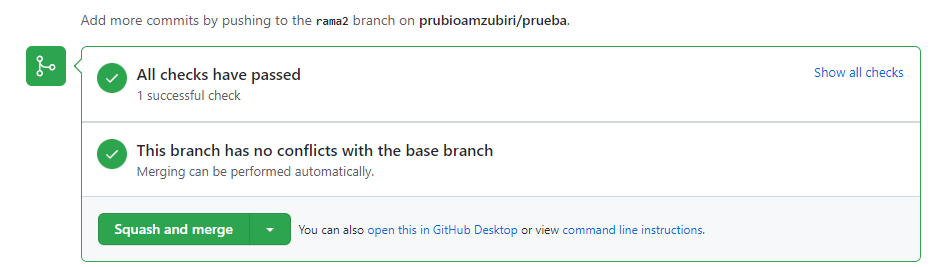 Add more commits by pushing to the rama2 branch on prubioamzubiri/prueba.
All checks have passed
Show all checks
1 successful check
This branch has no conflicts with the base branch
Merging can be performed automatically.
Squash and merge
You can also open this in GitHub Desktop or view command line instructions.